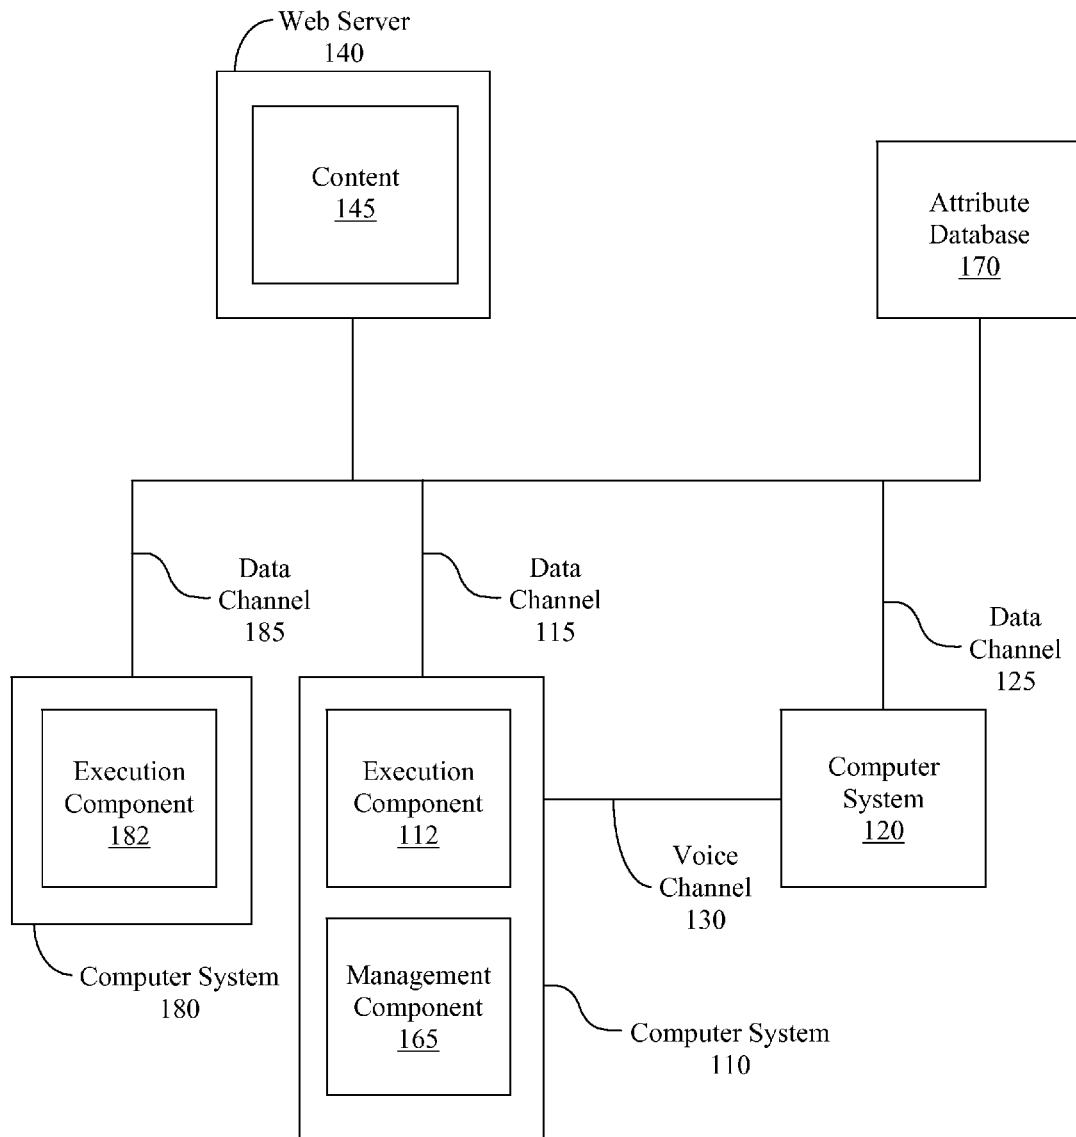 Web Server
140
Content
145
Attribute
Database
170
Data
Channel
185
Data
Channel
115
Data
Channel
125
Execution
Component
182
Execution
Component
112
Computer
System
120
Voice
Channel
130
Management
Component
165
Computer System
180
Computer System
110